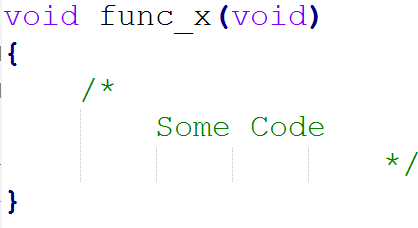 void func_x(void)
{
/*
Some Code
*/
}